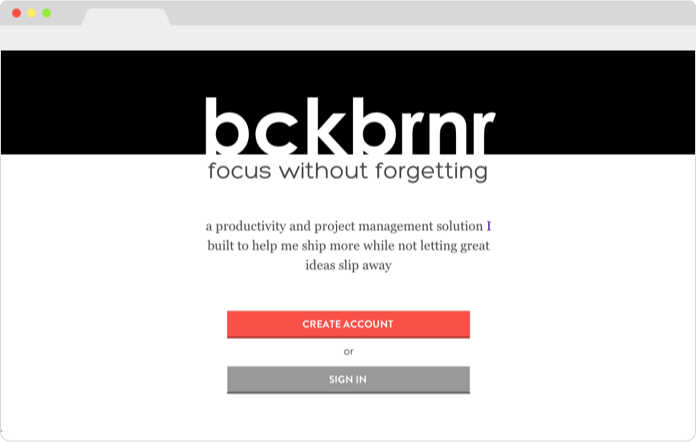 bckbrnr
focus without forgetting
a productivity and project management solution I
built to help me ship more while not letting great
ideas slip away
CREATE ACCOUNT
or
SIGN IN